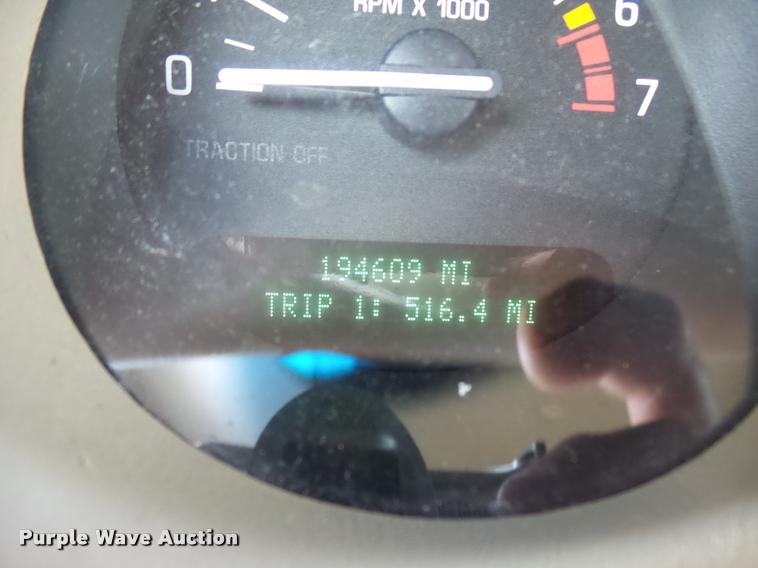 RPM X 1000
6
0
7
TRACTION OFF
194609 MI
TRIP 1: 516.4 MI
Purple Wave Auction